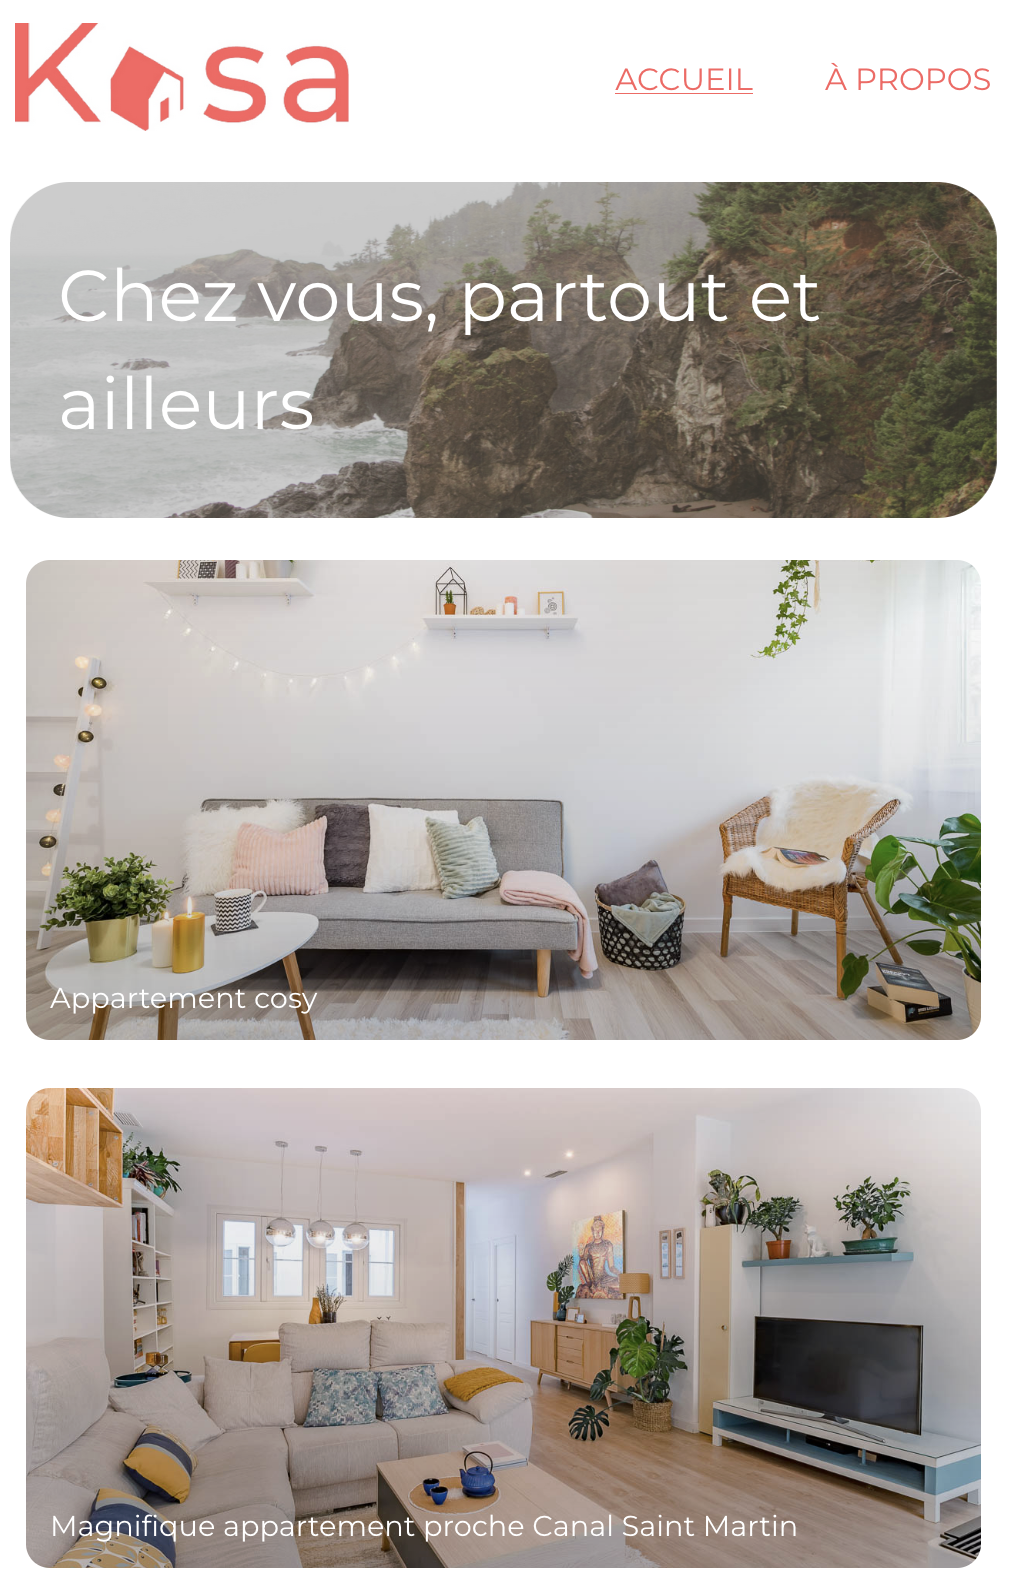 Kasa
ACCUEIL
À PROPOS
Chez vous, partout et
ailleurs
Appartement cosy
Magnifique appartement proche Canal Saint Martin